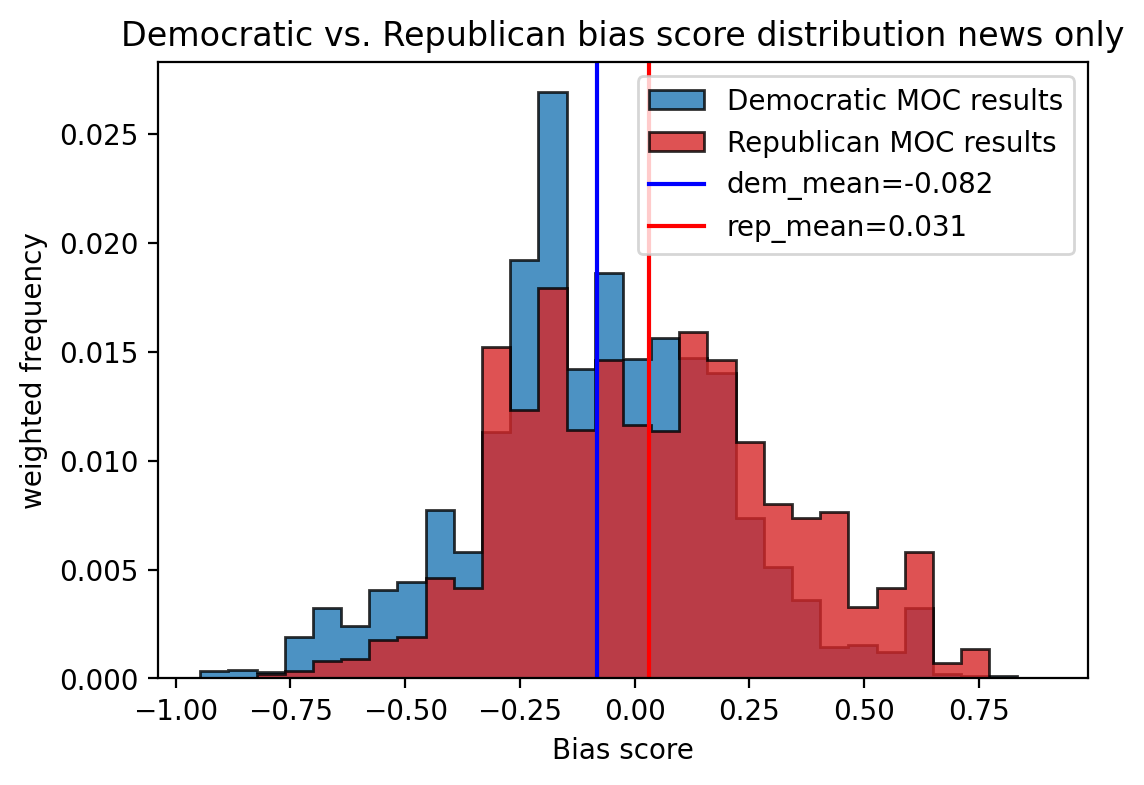 Democratic vs. Republican bias score distribution news only
Democratic MOC results
Republican MOC results
dem_mean=-0.082
rep_mean=0.031
weighted frequency
0.025
0.020
0.015
0.010
0.005
0.000
−1.00 −0.75 −0.50 −0.25 0.00 0.25 0.50 0.75
Bias score